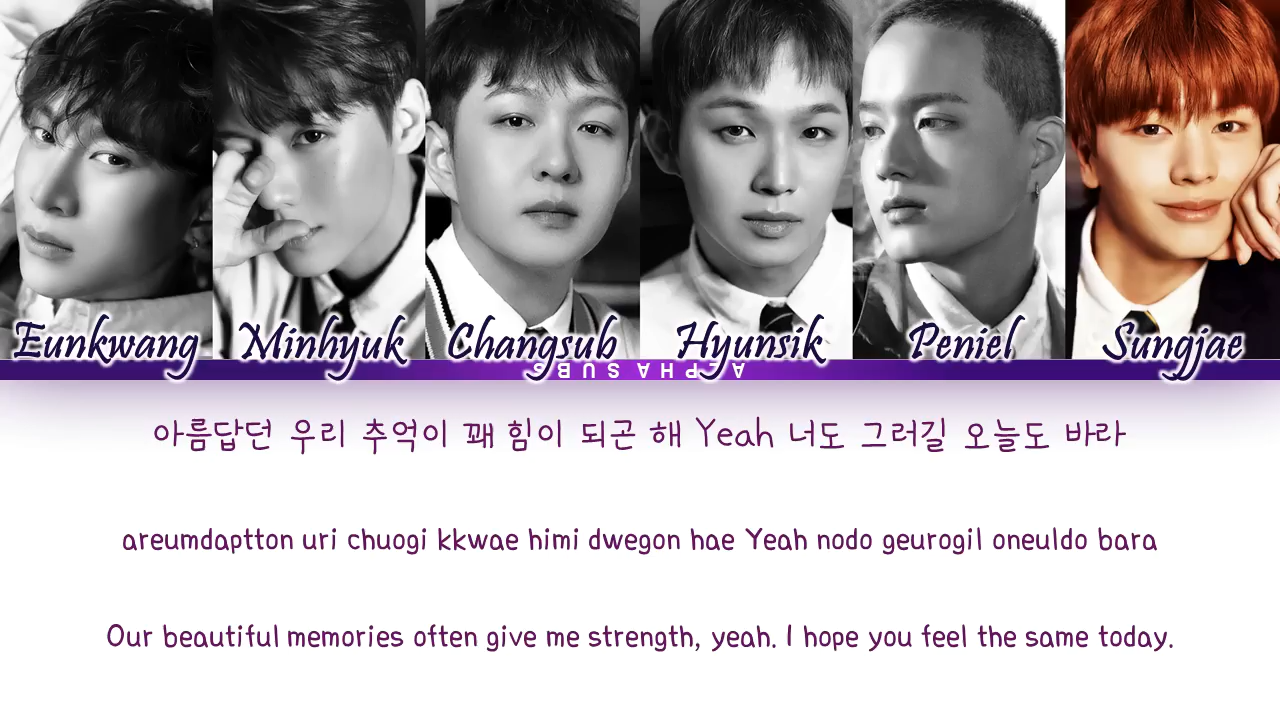 Eunkwang Minhyuk Changsub Hyunsik Peniel Sungjae
ALPHA SUBS
아름답던 우리 추억이 꽤 힘이 되곤 해 Yeah 너도 그러길 오늘도 바라
areumdaptton uri chuogi kkwae himi dwegon hae Yeah nodo geurogil oneuldo bara
Our beautiful memories often give me strength, yeah. I hope you feel the same today.